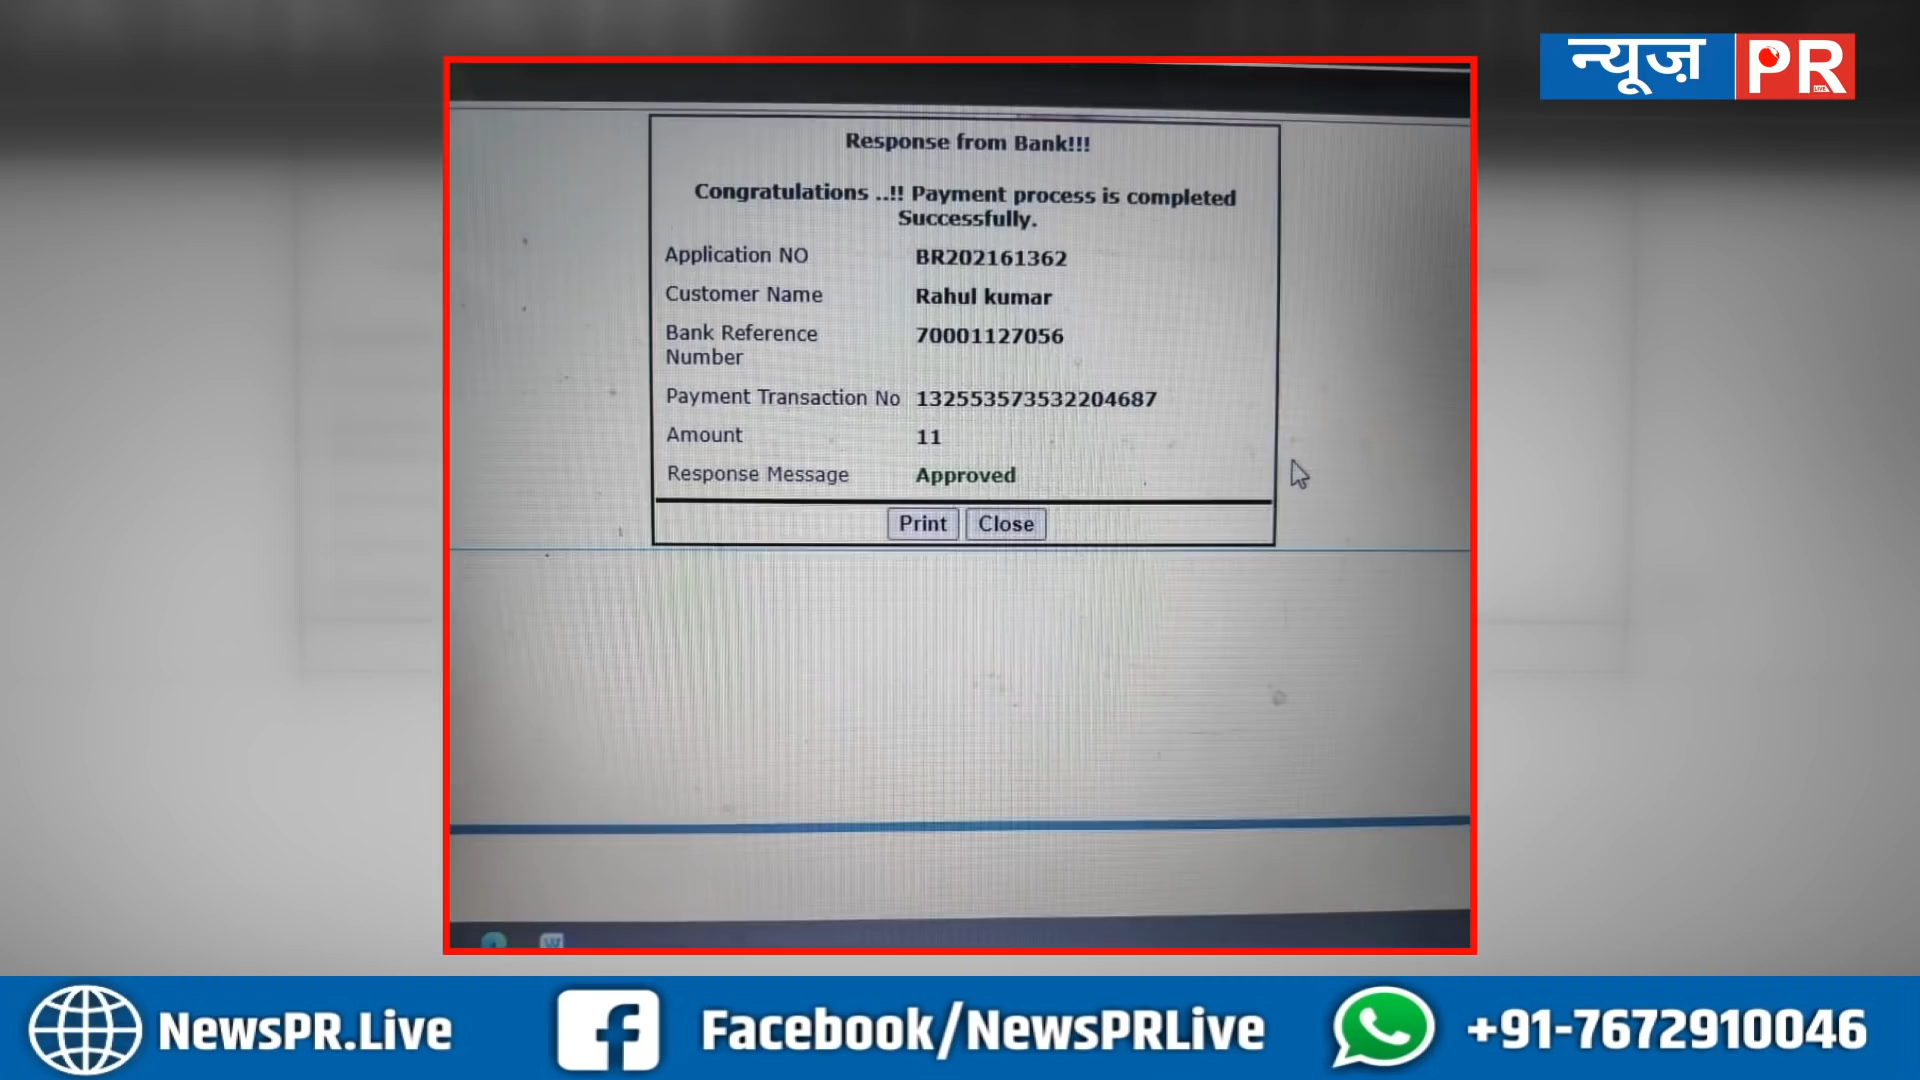 न्यूज़ PR
LIVE
Response from Bank!!!
Congratulations ..!! Payment process is completed
Successfully.
Application NO BR202161362
Customer Name Rahul kumar
Bank Reference Number 70001127056
Payment Transaction No 132553573532204687
Amount 11
Response Message Approved
Print Close
W
NewsPR.Live f Facebook/NewsPRLive +91-7672910046